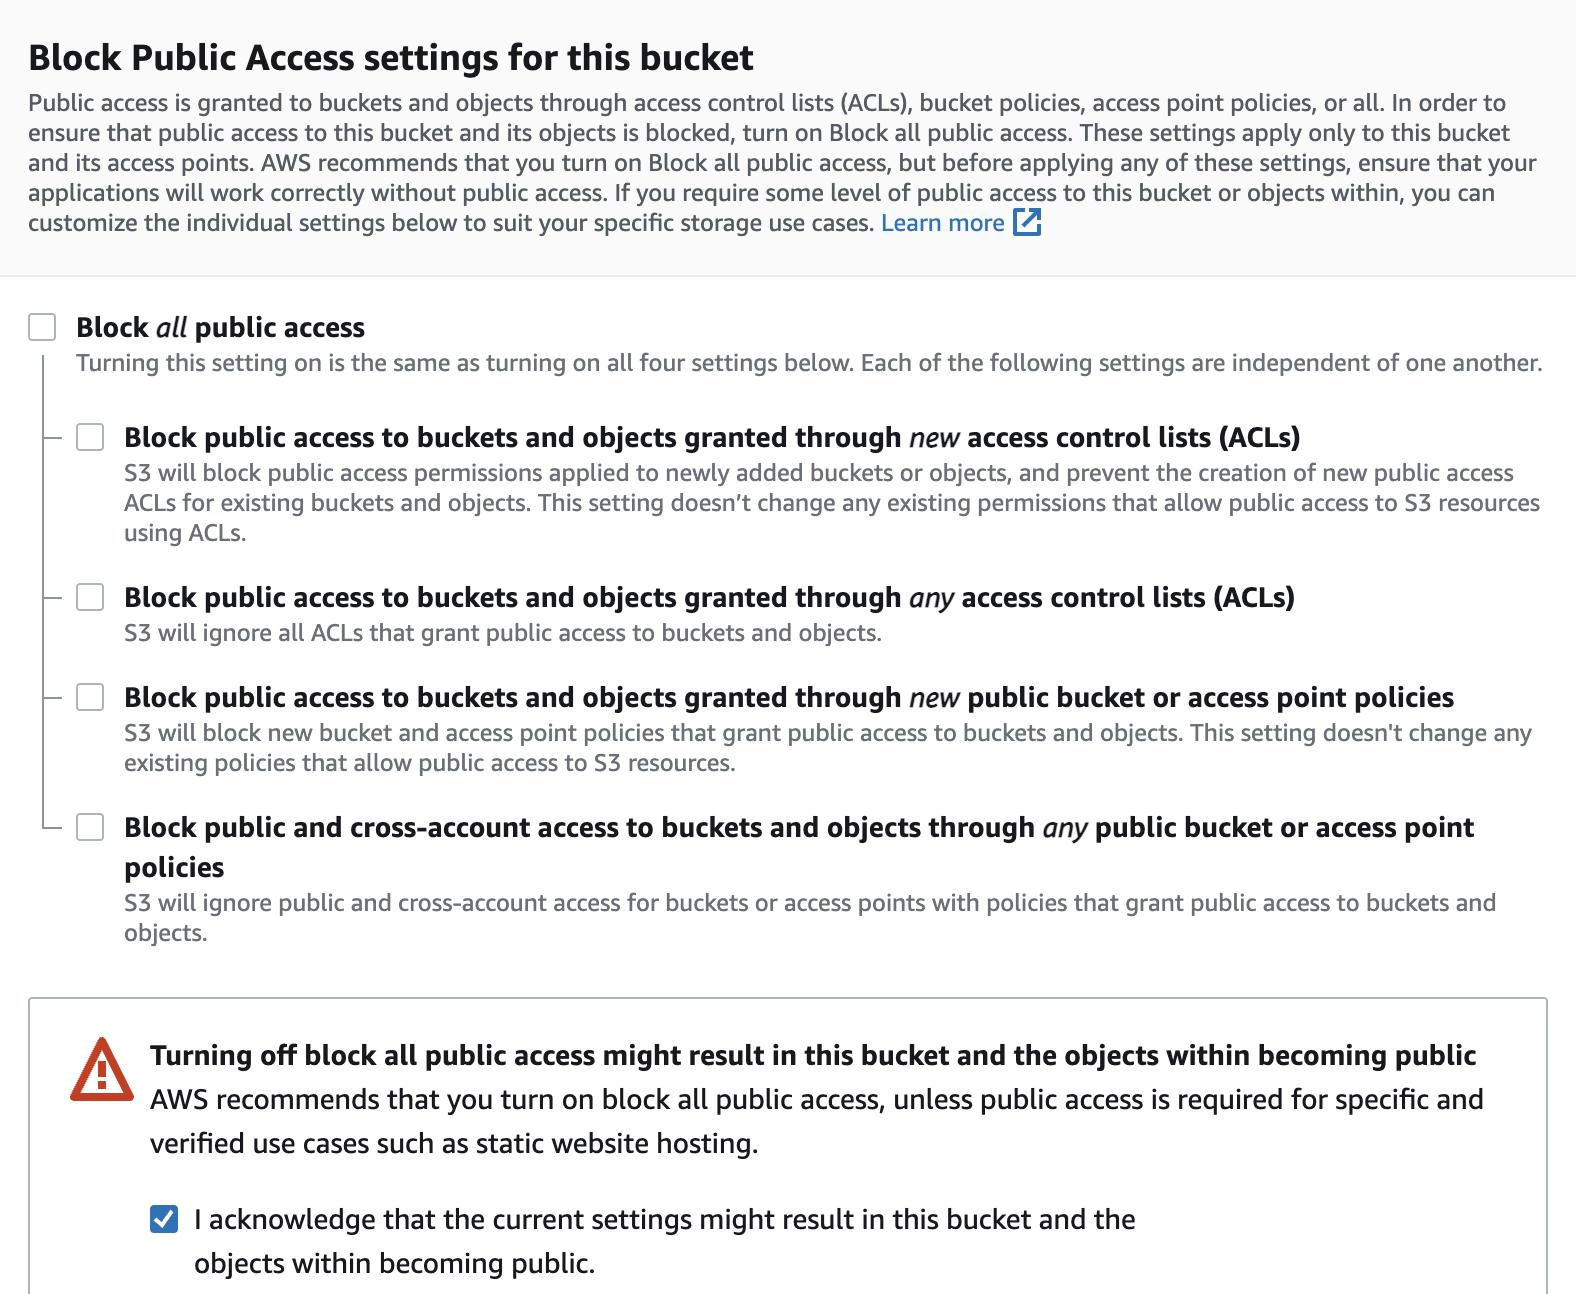 Block Public Access settings for this bucket
Public access is granted to buckets and objects through access control lists (ACLs), bucket policies, access point policies, or all. In order to
ensure that public access to this bucket and its objects is blocked, turn on Block all public access. These settings apply only to this bucket
and its access points. AWS recommends that you turn on Block all public access, but before applying any of these settings, ensure that your
applications will work correctly without public access. If you require some level of public access to this bucket or objects within, you can
customize the individual settings below to suit your specific storage use cases. Learn more
Block all public access
Turning this setting on is the same as turning on all four settings below. Each of the following settings are independent of one another.
Block public access to buckets and objects granted through new access control lists (ACLs)
S3 will block public access permissions applied to newly added buckets or objects, and prevent the creation of new public access
ACLs for existing buckets and objects. This setting doesn’t change any existing permissions that allow public access to S3 resources
using ACLs.
Block public access to buckets and objects granted through any access control lists (ACLs)
S3 will ignore all ACLs that grant public access to buckets and objects.
Block public access to buckets and objects granted through new public bucket or access point policies
S3 will block new bucket and access point policies that grant public access to buckets and objects. This setting doesn't change any
existing policies that allow public access to S3 resources.
Block public and cross-account access to buckets and objects through any public bucket or access point
policies
S3 will ignore public and cross-account access for buckets or access points with policies that grant public access to buckets and
objects.
Turning off block all public access might result in this bucket and the objects within becoming public
AWS recommends that you turn on block all public access, unless public access is required for specific and
verified use cases such as static website hosting.
I acknowledge that the current settings might result in this bucket and the
objects within becoming public.